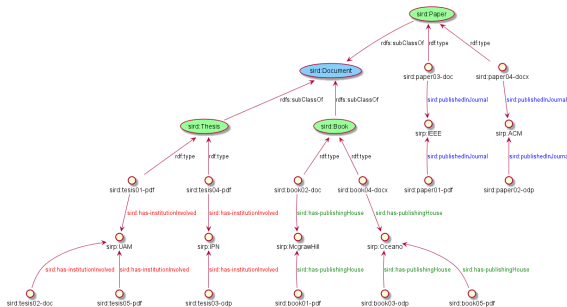 sird:Paper
rdfs:subClassOf
rdf:type
rdf:type
sird:Document
sird:paper03-doc
sird:paper04-docx
rdfs:subClassOf
rdfs:subClassOf
sird:publishedInJournal
sird:publishedInJournal
sird:Thesis
sird:Book
sirp:IEEE
sirp:ACM
rdf:type
rdf:type
rdf:type
rdf:type
sird:publishedInJournal
sird:publishedInJournal
sird:tesis01-pdf
sird:tesis04-pdf
sird:book02-doc
sird:book04-docx
sird:paper01-pdf
sird:paper02-odp
sird:has-institutionInvolved
sird:has-institutionInvolved
sird:has-publishingHouse
sird:has-publishingHouse
sirp:UAM
sirp:IPN
sirp:McgrawHill
sirp:Oceano
sird:has-institutionInvolved
sird:has-institutionInvolved
sird:has-institutionInvolved
sird:has-publishingHouse
sird:has-publishingHouse
sird:has-publishingHouse
sird:tesis02-doc
sird:tesis05-pdf
sird:tesis03-odp
sird:book01-pdf
sird:book03-odp
sird:book05-pdf